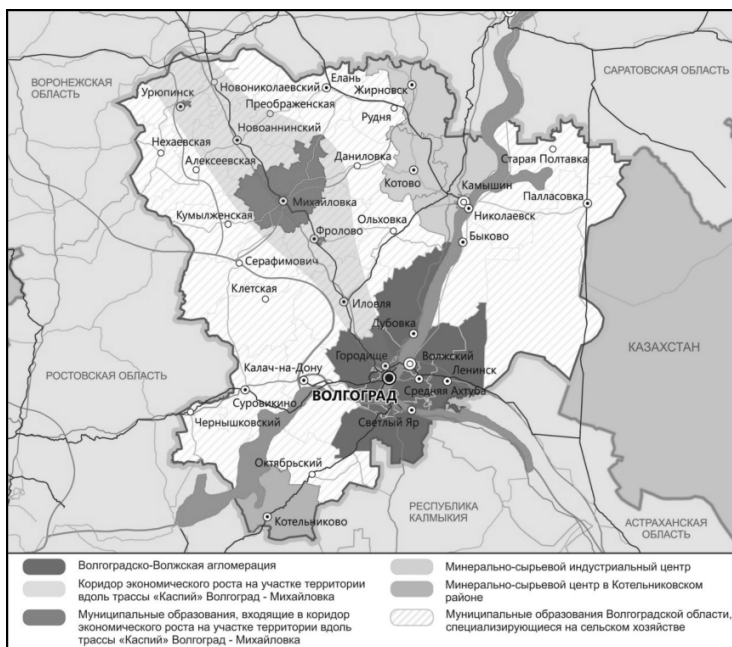 ВОРОНЕЖСКАЯ
ОБЛАСТЬ
САРАТОВСКАЯ ОБЛАСТЬ
Елань
Новониколаевский
Жирновск
Урюпинск
Преображенская
Рудня
Новоаннинский
Нехаевская
Алексеевская
Даниловка
Старая Полтавка
Котово
Камышин
Палласовка
Михайловка
Николаевск
Кумылженская
Ольховка
Фролово
Быково
Серафимович
Клетская
Иловля
Дубовка
КАЗАХСТАН
Городище
Волжский
РОСТОВСКАЯ ОБЛАСТЬ
Калач-на-Дону
Ленинск
ВОЛГОГРАД
Средняя Ахтуба
Суровикино
Чернышковский
Светлый Яр
Октябрьский
РЕСПУБЛИКА
КАЛМЫКИЯ
Котельниково
АСТРАХАНСКАЯ
ОБЛАСТЬ
Волгоградско-Волжская агломерация
Коридор экономического роста на участке территории
вдоль трассы «Каспий» Волгоград - Михайловка
Муниципальные образования, входящие в коридор
экономического роста на участке территории вдоль
трассы «Каспий» Волгоград - Михайловка
Минерально-сырьевой индустриальный центр
Минерально-сырьевой центр в Котельниковском
районе
Муниципальные образования Волгоградской области,
специализирующиеся на сельском хозяйстве